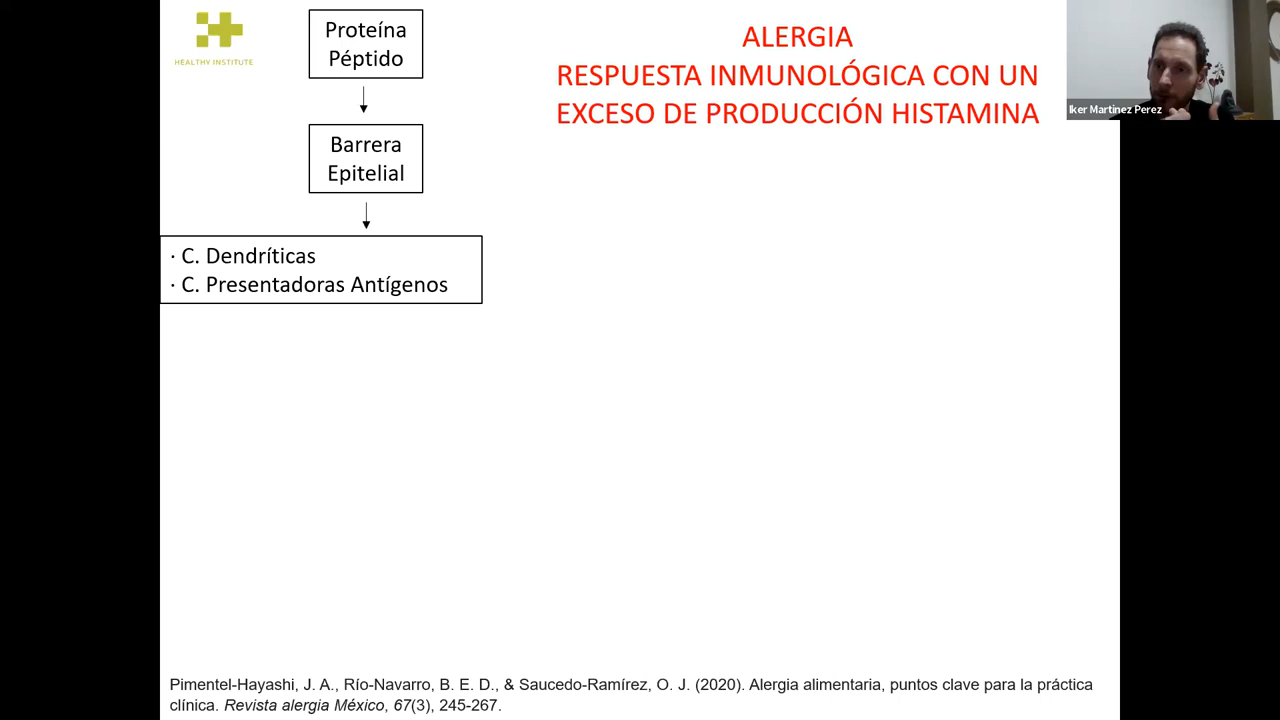 HEALTHY INSTITUTE
Proteína
Péptido
Barrera
Epitelial
· C. Dendríticas
· C. Presentadoras Antígenos
ALERGIA
RESPUESTA INMUNOLÓGICA CON UN
EXCESO DE PRODUCCIÓN HISTAMINA
Iker Martinez Perez
Pimentel-Hayashi, J. A., Río-Navarro, B. E. D., & Saucedo-Ramírez, O. J. (2020). Alergia alimentaria, puntos clave para la práctica
clínica. Revista alergia México, 67(3), 245-267.